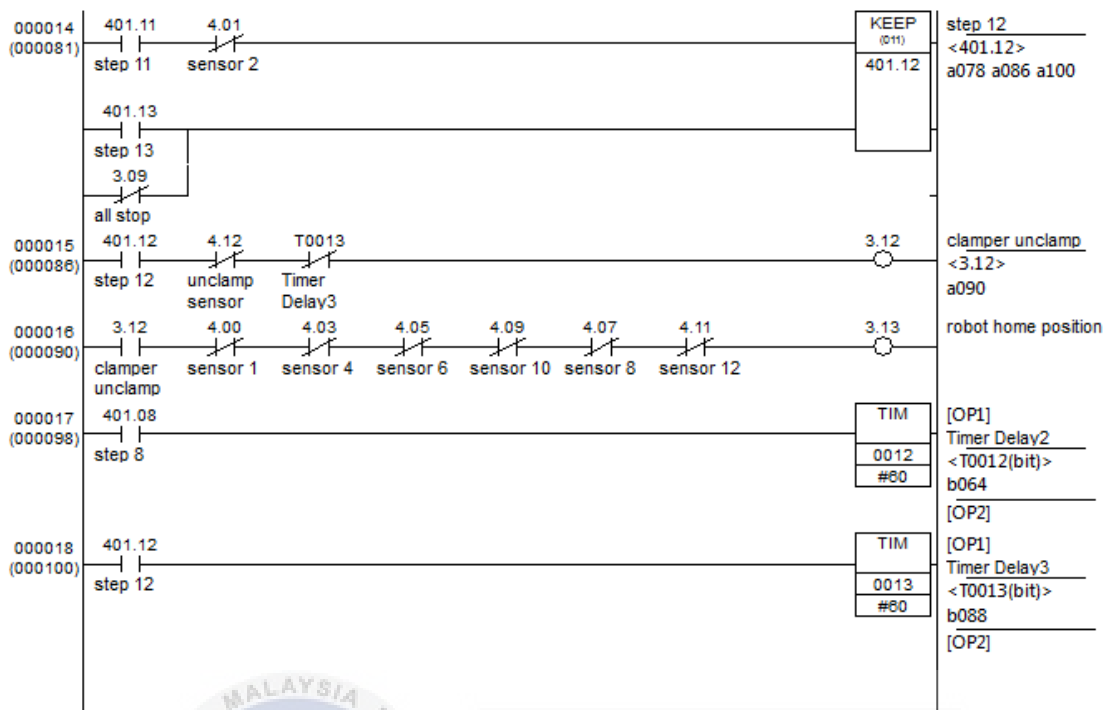 000014 401.11 4.01 KEEP step 12
(000081) (011) <401.12>
step 11 sensor 2 401.12 a078 a086 a100
401.13
step 13
3.09
all stop
000015 401.12 4.12 T0013 3.12 clamper unclamp
(000086) <3.12>
step 12 unclamp Timer a090
sensor Delay3
000016 3.12 4.00 4.03 4.05 4.09 4.07 4.11 3.13 robot home position
(000090)
clamper sensor 1 sensor 4 sensor 6 sensor 10 sensor 8 sensor 12
unclamp
000017 401.08 TIM [OP1]
(000098) Timer Delay2
step 8 0012 <T0012(bit)>
#60 b064
[OP2]
000018 401.12 TIM [OP1]
(000100) Timer Delay3
step 12 0013 <T0013(bit)>
#60 b088
[OP2]
MALAYSIA